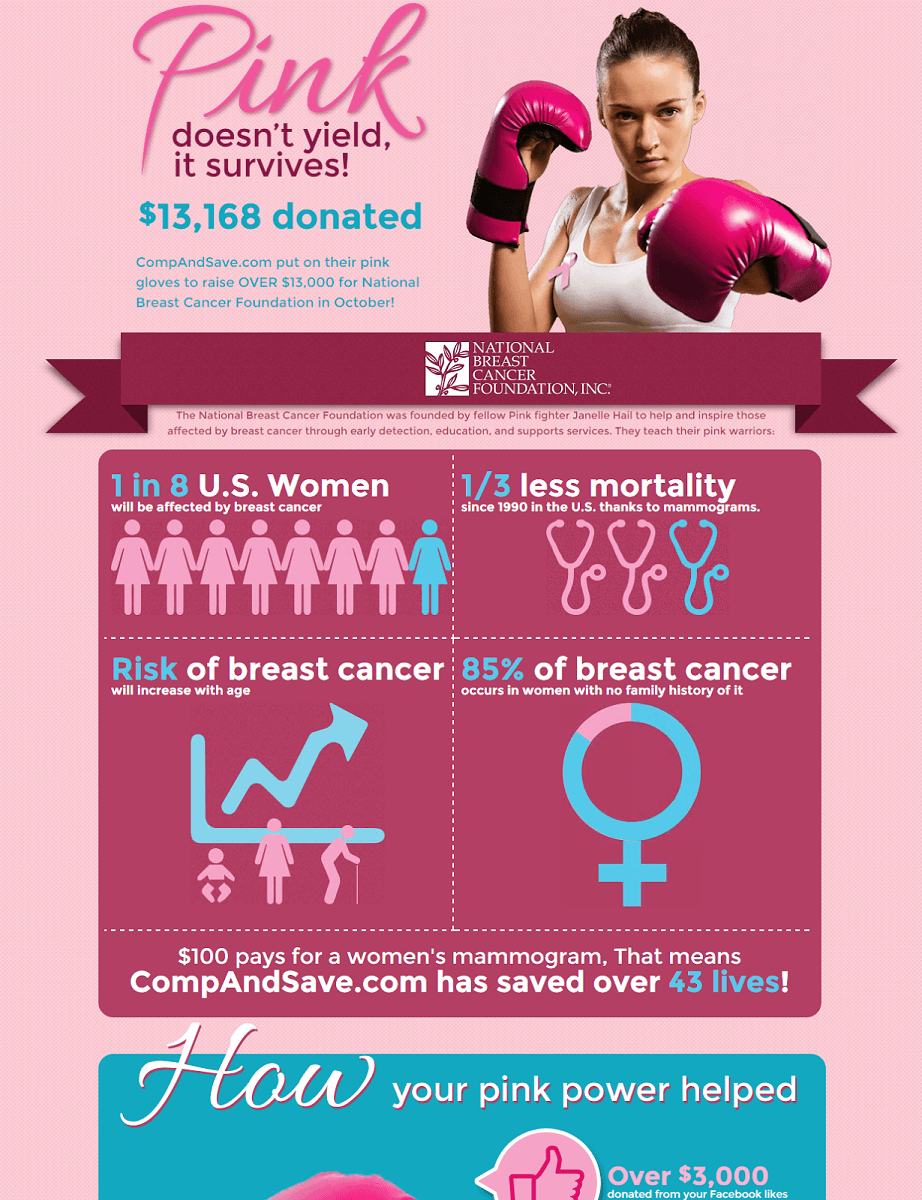 Pink
doesn't yield,
it survives!
$13,168 donated
CompAndSave.com put on their pink
gloves to raise OVER $13,000 for National
Breast Cancer Foundation in October!
NATIONAL
BREAST
CANCER
FOUNDATION, INC.®
The National Breast Cancer Foundation was founded by fellow Pink fighter Janelle Hail to help and inspire those
affected by breast cancer through early detection, education, and supports services. They teach their pink warriors:
1 in 8 U.S. Women
will be affected by breast cancer
1/3 less mortality
since 1990 in the U.S. thanks to mammograms.
Risk of breast cancer
will increase with age
85% of breast cancer
occurs in women with no family history of it
$100 pays for a women's mammogram, That means
CompAndSave.com has saved over 43 lives!
How your pink power helped
Over $3,000
donated from your Facebook likes